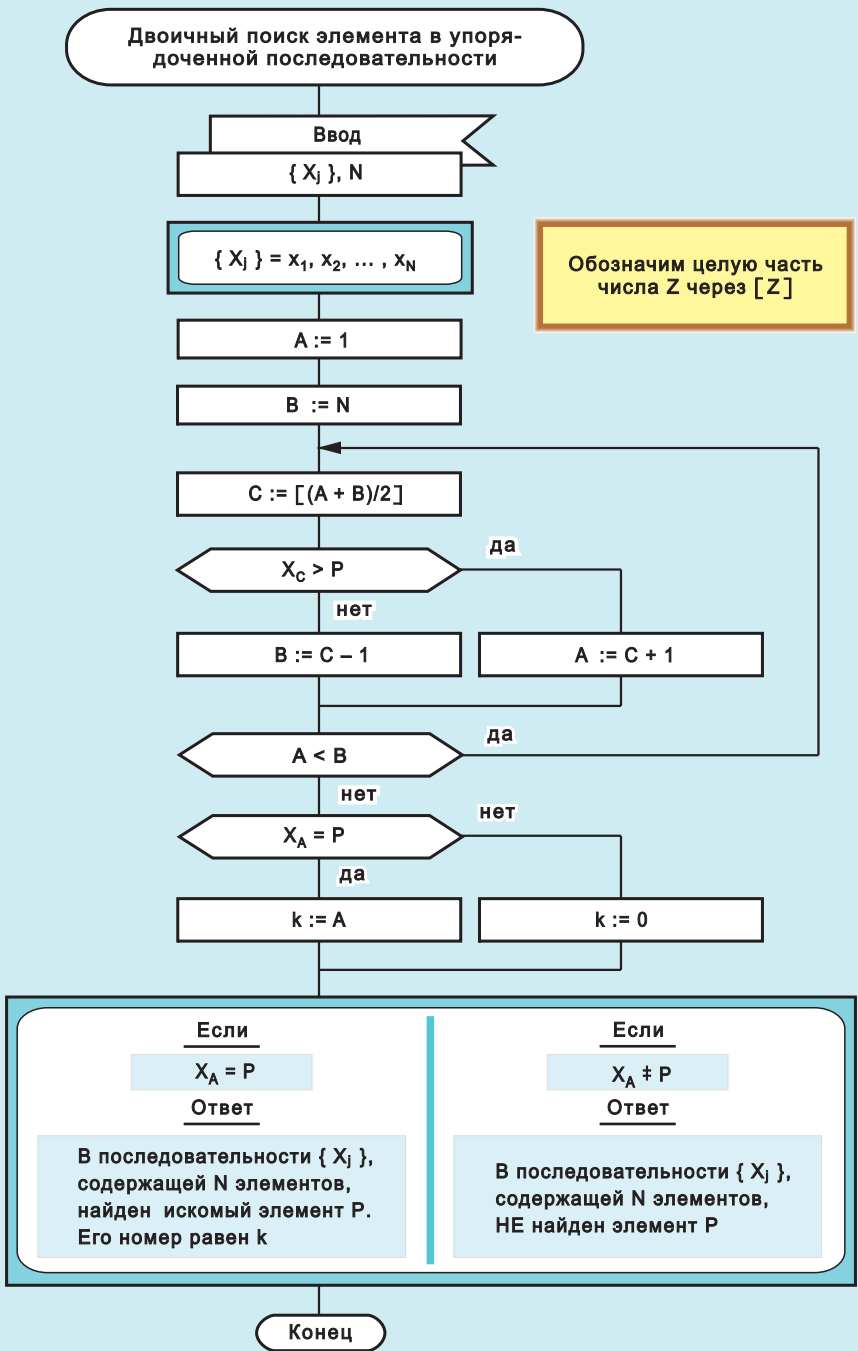 Двоичный поиск элемента в упоря-
доченной последовательности
Ввод
{ Xj }, N
{ Xj } = x1, x2, … , xN
Обозначим целую часть
числа Z через [Z]
A := 1
B := N
C := [(A + B)/2]
XC > P
да
нет
B := C – 1
A := C + 1
A < B
да
нет
XA = P
нет
да
k := A
k := 0
Если
XA = P
Ответ
В последовательности { Xj },
содержащей N элементов,
найден искомый элемент P.
Его номер равен k
Если
XA ≠ P
Ответ
В последовательности { Xj },
содержащей N элементов,
НЕ найден элемент P
Конец